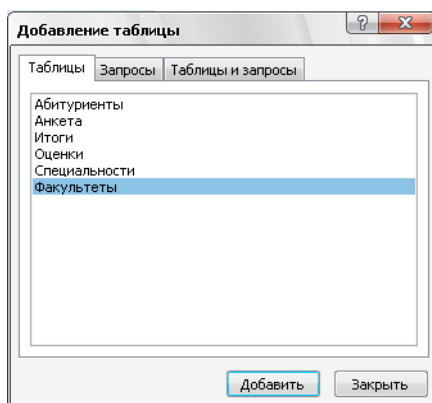 Добавление таблицы
?
Таблицы Запросы Таблицы и запросы
Абитуриенты
Анкета
Итоги
Оценки
Специальности
Факультеты
Добавить Закрыть